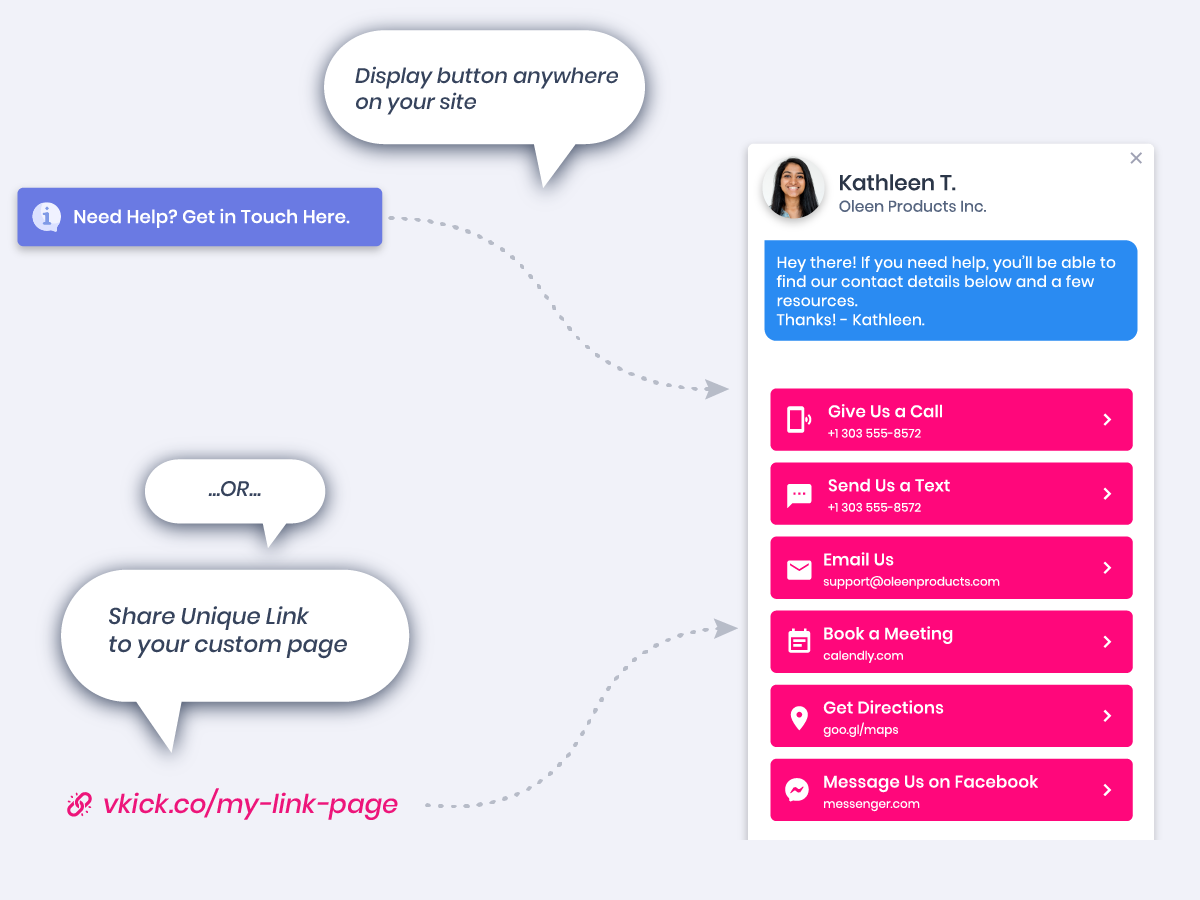 Display button anywhere
on your site
Need Help? Get in Touch Here.
...OR...
Share Unique Link
to your custom page
vkick.co/my-link-page
Kathleen T.
Oleen Products Inc.
Hey there! If you need help, you'll be able to
find our contact details below and a few
resources.
Thanks! - Kathleen.
Give Us a Call
+1 303 555-8572
Send Us a Text
+1 303 555-8572
Email Us
support@oleenproducts.com
Book a Meeting
calendly.com
Get Directions
goo.gl/maps
Message Us on Facebook
messenger.com